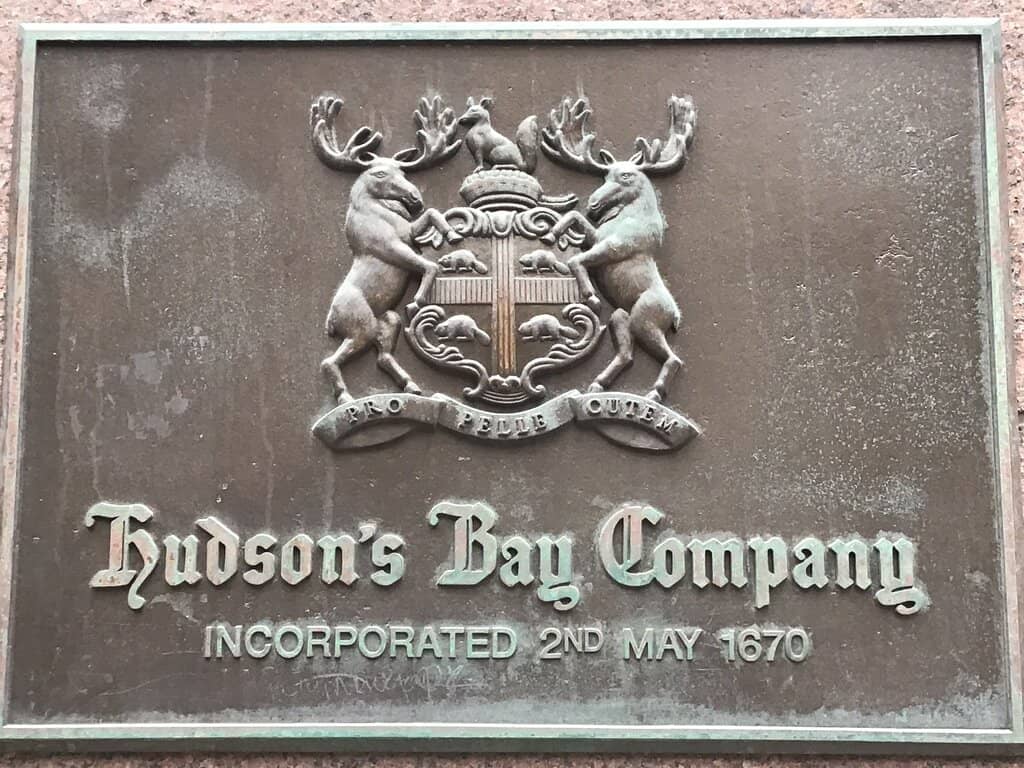 PRO PELLE CUTEM
Hudson's Bay Company
INCORPORATED 2ND MAY 1670